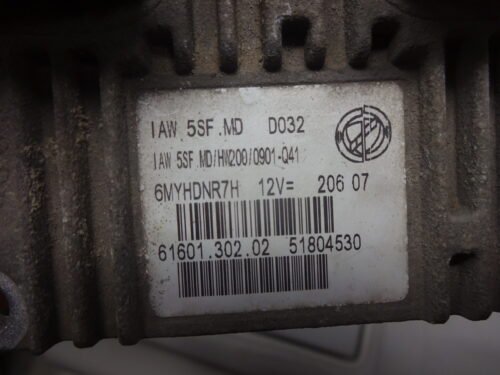 IAW 5SF.MD D032
IAW 5SF.MD/HW200/0901-Q41
6MYHDNR7H 12V= 206 07
61601.302.02 51804530